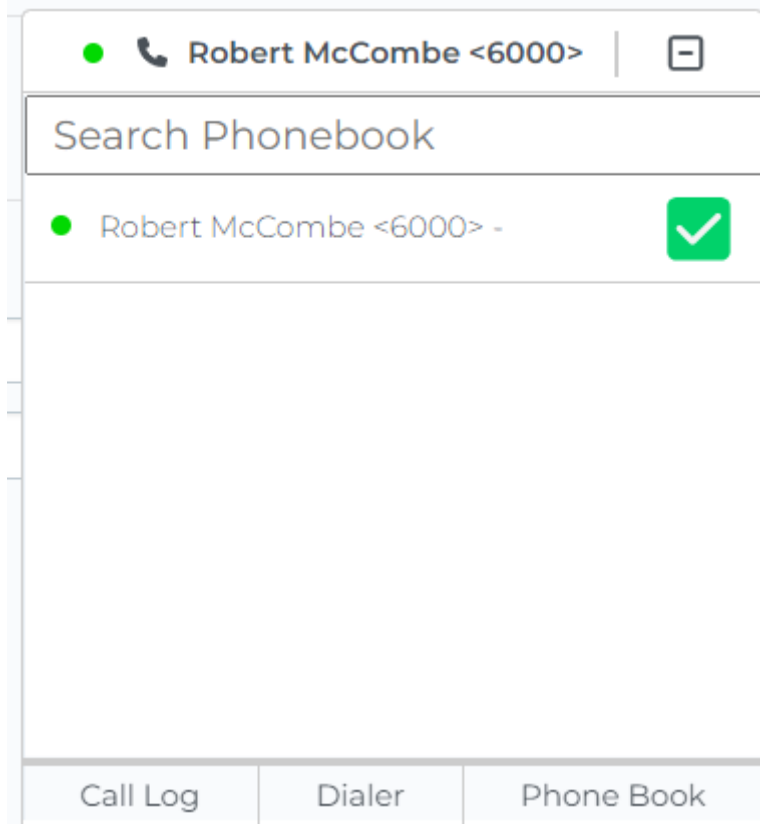 Robert McCombe <6000>
Search Phonebook
Robert McCombe <6000> -
Call Log
Dialer
Phone Book